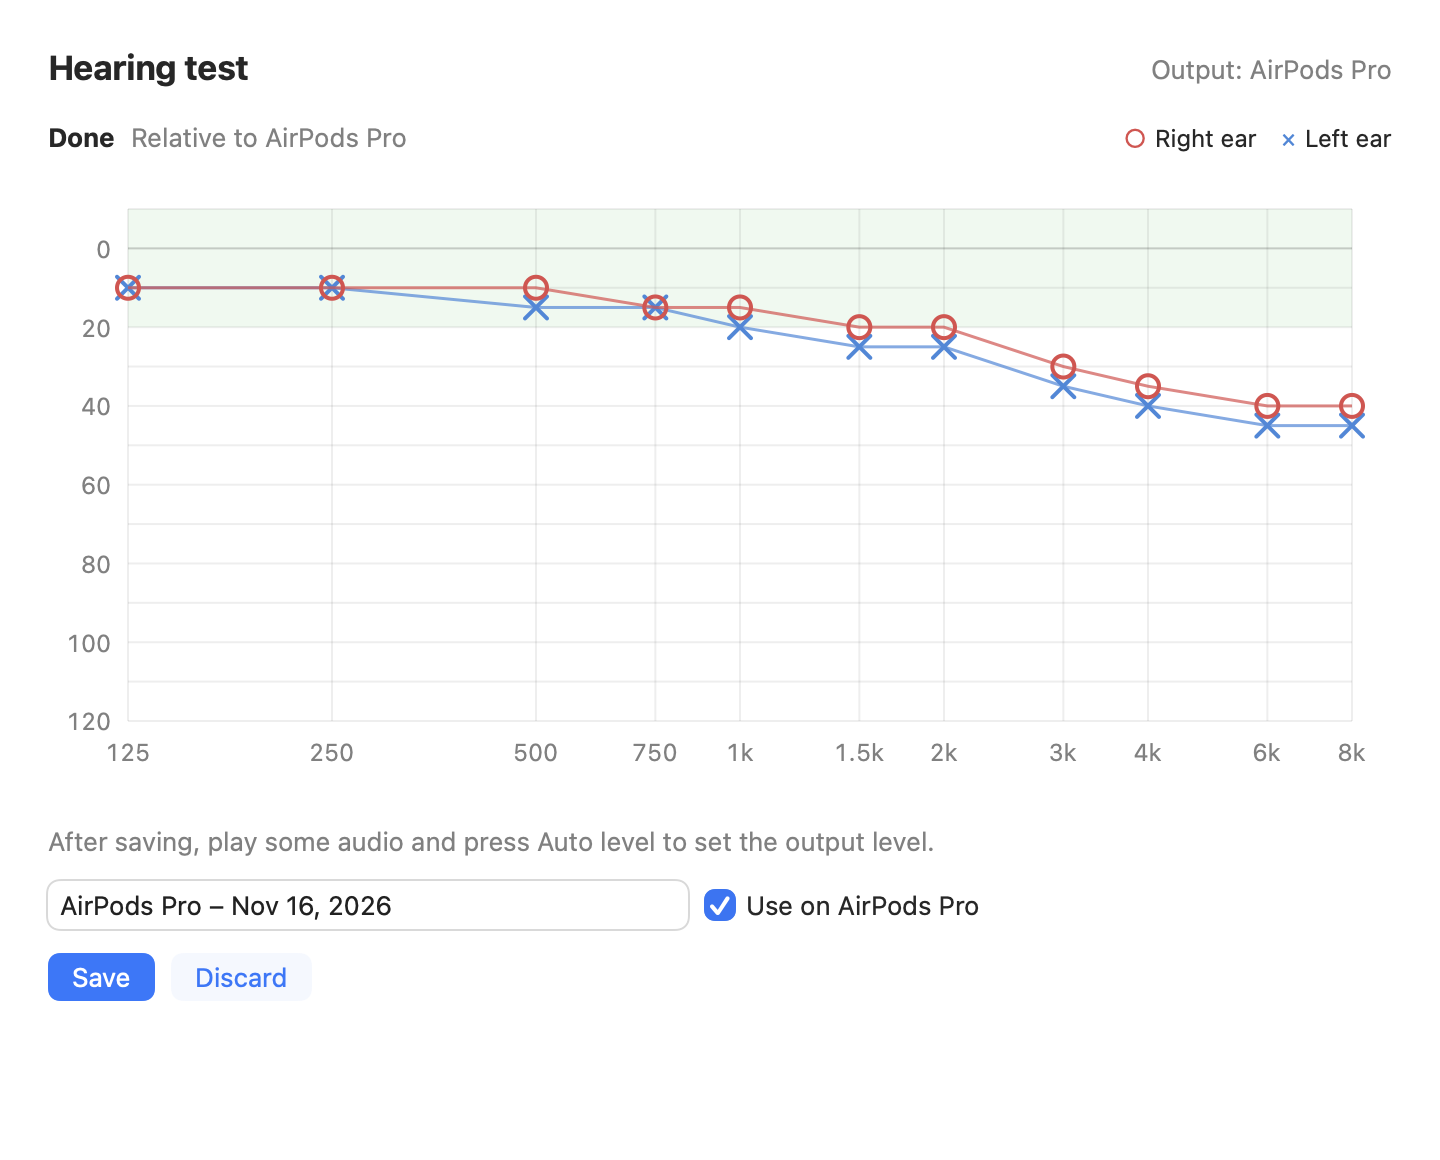 Hearing test
Output: AirPods Pro
Done Relative to AirPods Pro
Right ear
Left ear
0
20
40
60
80
100
120
125 250 500 750 1k 1.5k 2k 3k 4k 6k 8k
After saving, play some audio and press Auto level to set the output level.
AirPods Pro – Nov 16, 2026
Use on AirPods Pro
Save
Discard